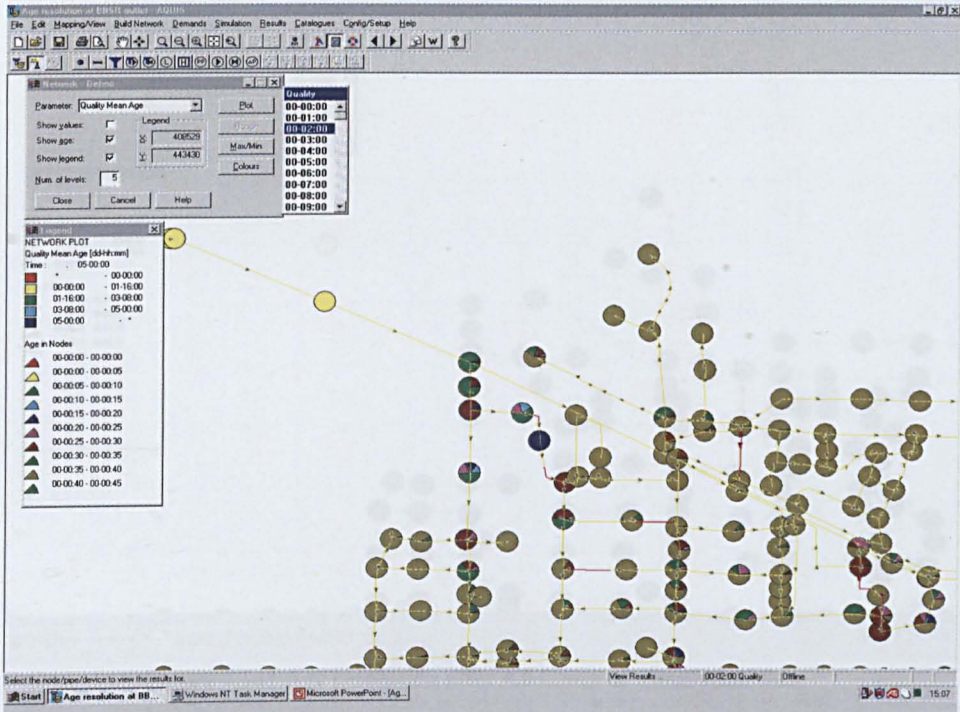 Age resolution at BBSR outlet - AQUIS
File Edit Mapping/View Build Network Demands Simulation Results Catalogues Config/Setup Help
Network - Define
Parameter: Quality Mean Age
Plot
Show values:
Legend
Show age:
X: 408529
Max/Min
Show legend:
Y: 443430
Colours
Num. of levels: 5
Close Cancel Help
Quality
00-00:00
00-01:00
00-02:00
00-03:00
00-04:00
00-05:00
00-06:00
00-07:00
00-08:00
00-09:00
Legend
NETWORK PLOT
Quality Mean Age [dd-hh:mm]
Time : 05-00:00
* - 00-00:00
00-00:00 - 01-16:00
01-16:00 - 03-08:00
03-08:00 - 05-00:00
05-00:00 - *
Age in Nodes
00-00:00 - 00-00:00
00-00:00 - 00-00:05
00-00:05 - 00-00:10
00-00:10 - 00-00:15
00-00:15 - 00-00:20
00-00:20 - 00-00:25
00-00:25 - 00-00:30
00-00:30 - 00-00:35
00-00:35 - 00-00:40
00-00:40 - 00-00:45
Select the node/pipe/device to view the results for.
View Results 00-02:00 Quality Offline
Start Age resolution at BB... Windows NT Task Manager Microsoft PowerPoint - [Ag... 15:07